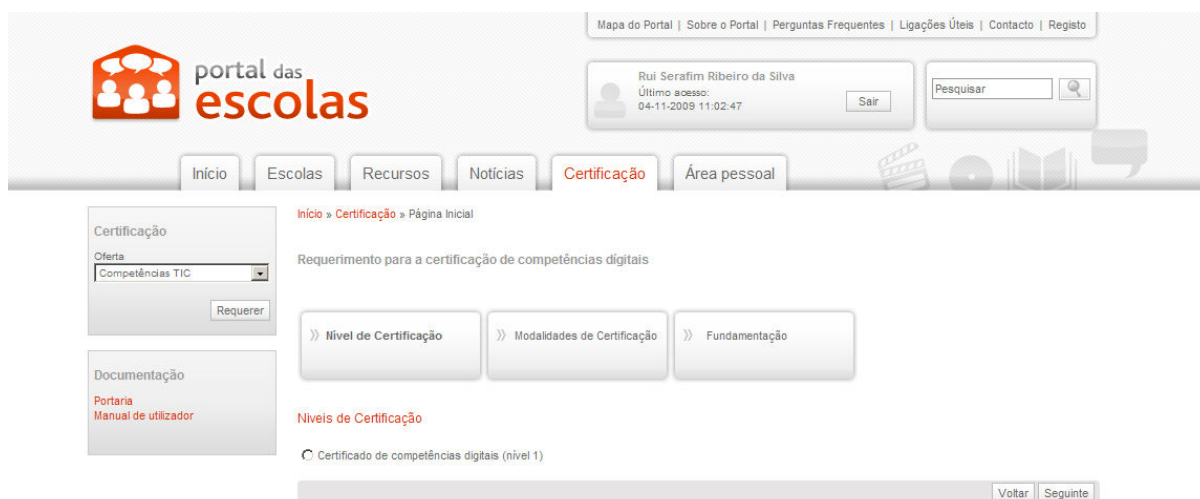 Mapa do Portal | Sobre o Portal | Perguntas Frequentes | Ligações Úteis | Contacto | Registo
portal das
escolas
Rui Serafim Ribeiro da Silva
Último acesso:
04-11-2009 11:02:47
Sair
Pesquisar
Início
Escolas
Recursos
Notícias
Certificação
Área pessoal
Certificação
Oferta
Competências TIC
Requerer
Documentação
Portaria
Manual de utilizador
Início » Certificação » Página Inicial
Requerimento para a certificação de competências digitais
» Nível de Certificação
» Modalidades de Certificação
» Fundamentação
Niveis de Certificação
Certificado de competências digitais (nível 1)
Voltar
Seguinte